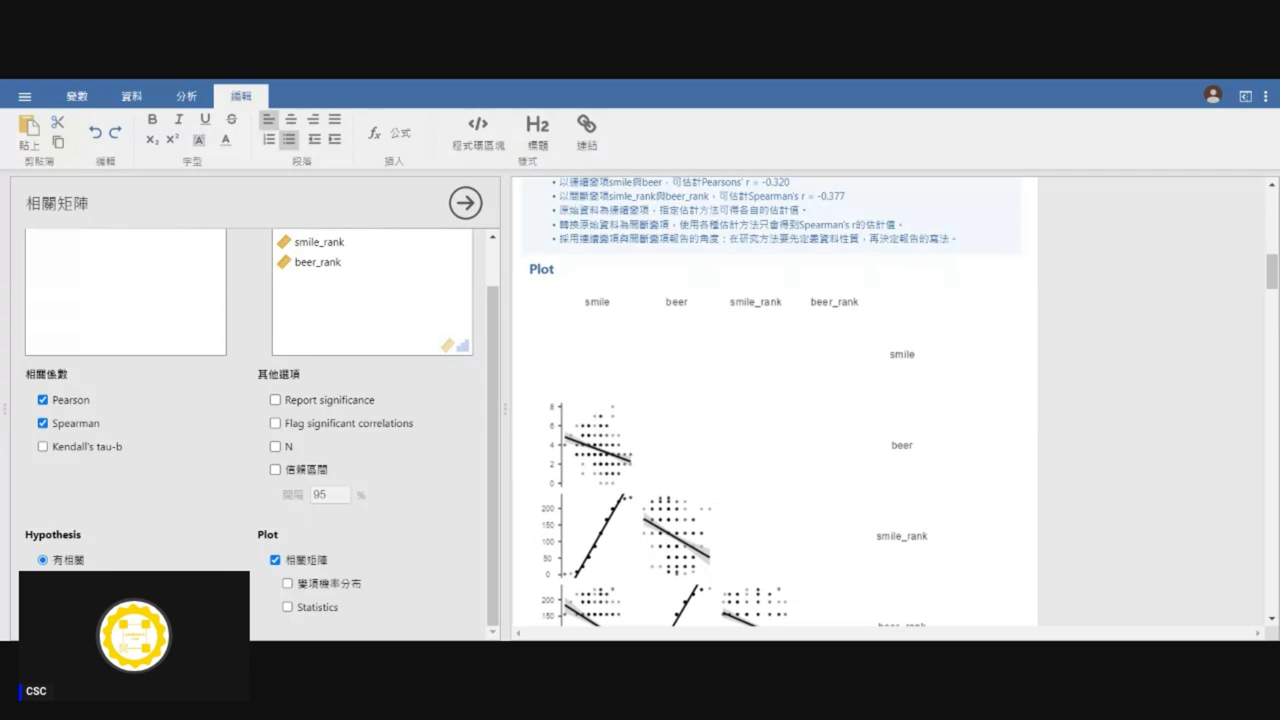 變數
資料
分析
編輯
B I U S
公式
H2
貼上
X₂ X² A A
程式碼區塊
標題
連結
剪貼簿
編輯
字型
段落
插入
樣式
相關矩陣
smile_rank
beer_rank
相關係數
Pearson
Spearman
Kendall's tau-b
其他選項
Report significance
Flag significant correlations
N
信賴區間
間隔 95 %
Hypothesis
有相關
Plot
相關矩陣
變項機率分布
Statistics
• 以連續變項smile與beer，可估計Pearsons' r = -0.320
• 以間斷變項simle_rank與beer_rank，可估計Spearman's r = -0.377
• 原始資料為連續變項，指定估計方法可得各自的估計值。
• 轉換原始資料為間斷變項，使用各種估計方法只會得到Spearman's r的估計值。
• 採用連續變項與間斷變項報告的角度：在研究方法要先定義資料性質，再決定報告的寫法。
Plot
smile beer smile_rank beer_rank
smile
8
6
4
2
0
beer
200
150
100
50
0
smile_rank
200
150
beer_rank
CSC